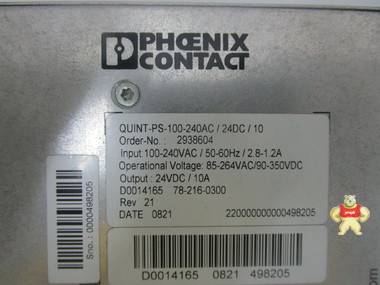 PHŒNIX
CONTACT
QUINT-PS-100-240AC / 24DC / 10
Order-No.: 2938604
Input:100-240VAC / 50-60Hz / 2.8-1.2A
Operational Voltage: 85-264VAC/90-350VDC
Output : 24VDC / 10A
D0014165 78-216-0300
Rev 21
DATE 0821 220000000000498205
Sno.: 0000498205
D0014165 0821 498205